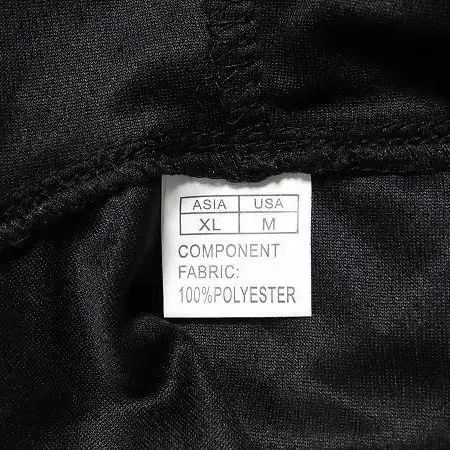 ASIA USA
XL M
COMPONENT
FABRIC:
100%POLYESTER